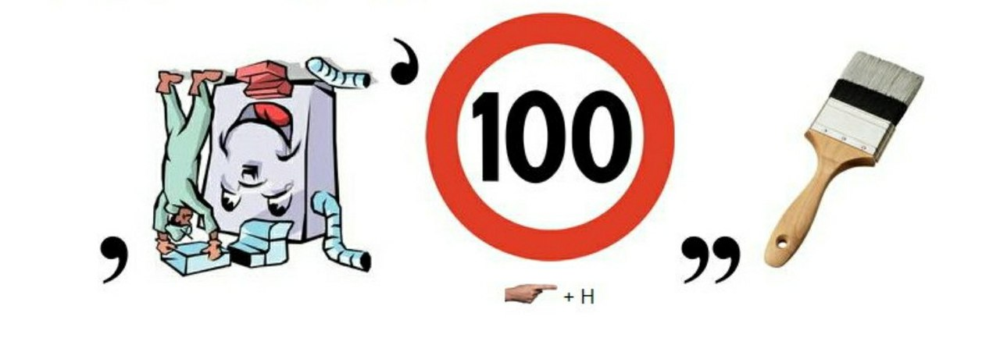 , ’ 100 ,,
+ H